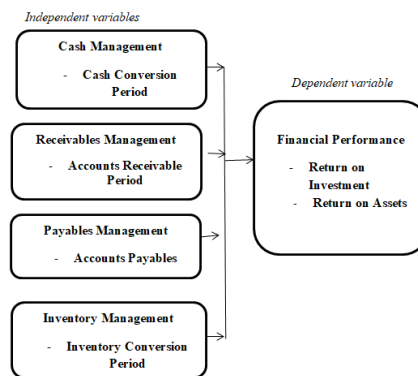 Independent variables
Cash Management
- Cash Conversion
Period
Receivables Management
- Accounts Receivable
Period
Payables Management
- Accounts Payables
Inventory Management
- Inventory Conversion
Period
Dependent variable
Financial Performance
- Return on
Investment
- Return on Assets